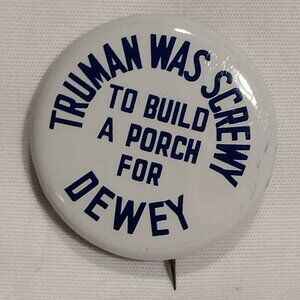 TRUMAN WAS SCREWY
TO BUILD
A PORCH
FOR
DEWEY